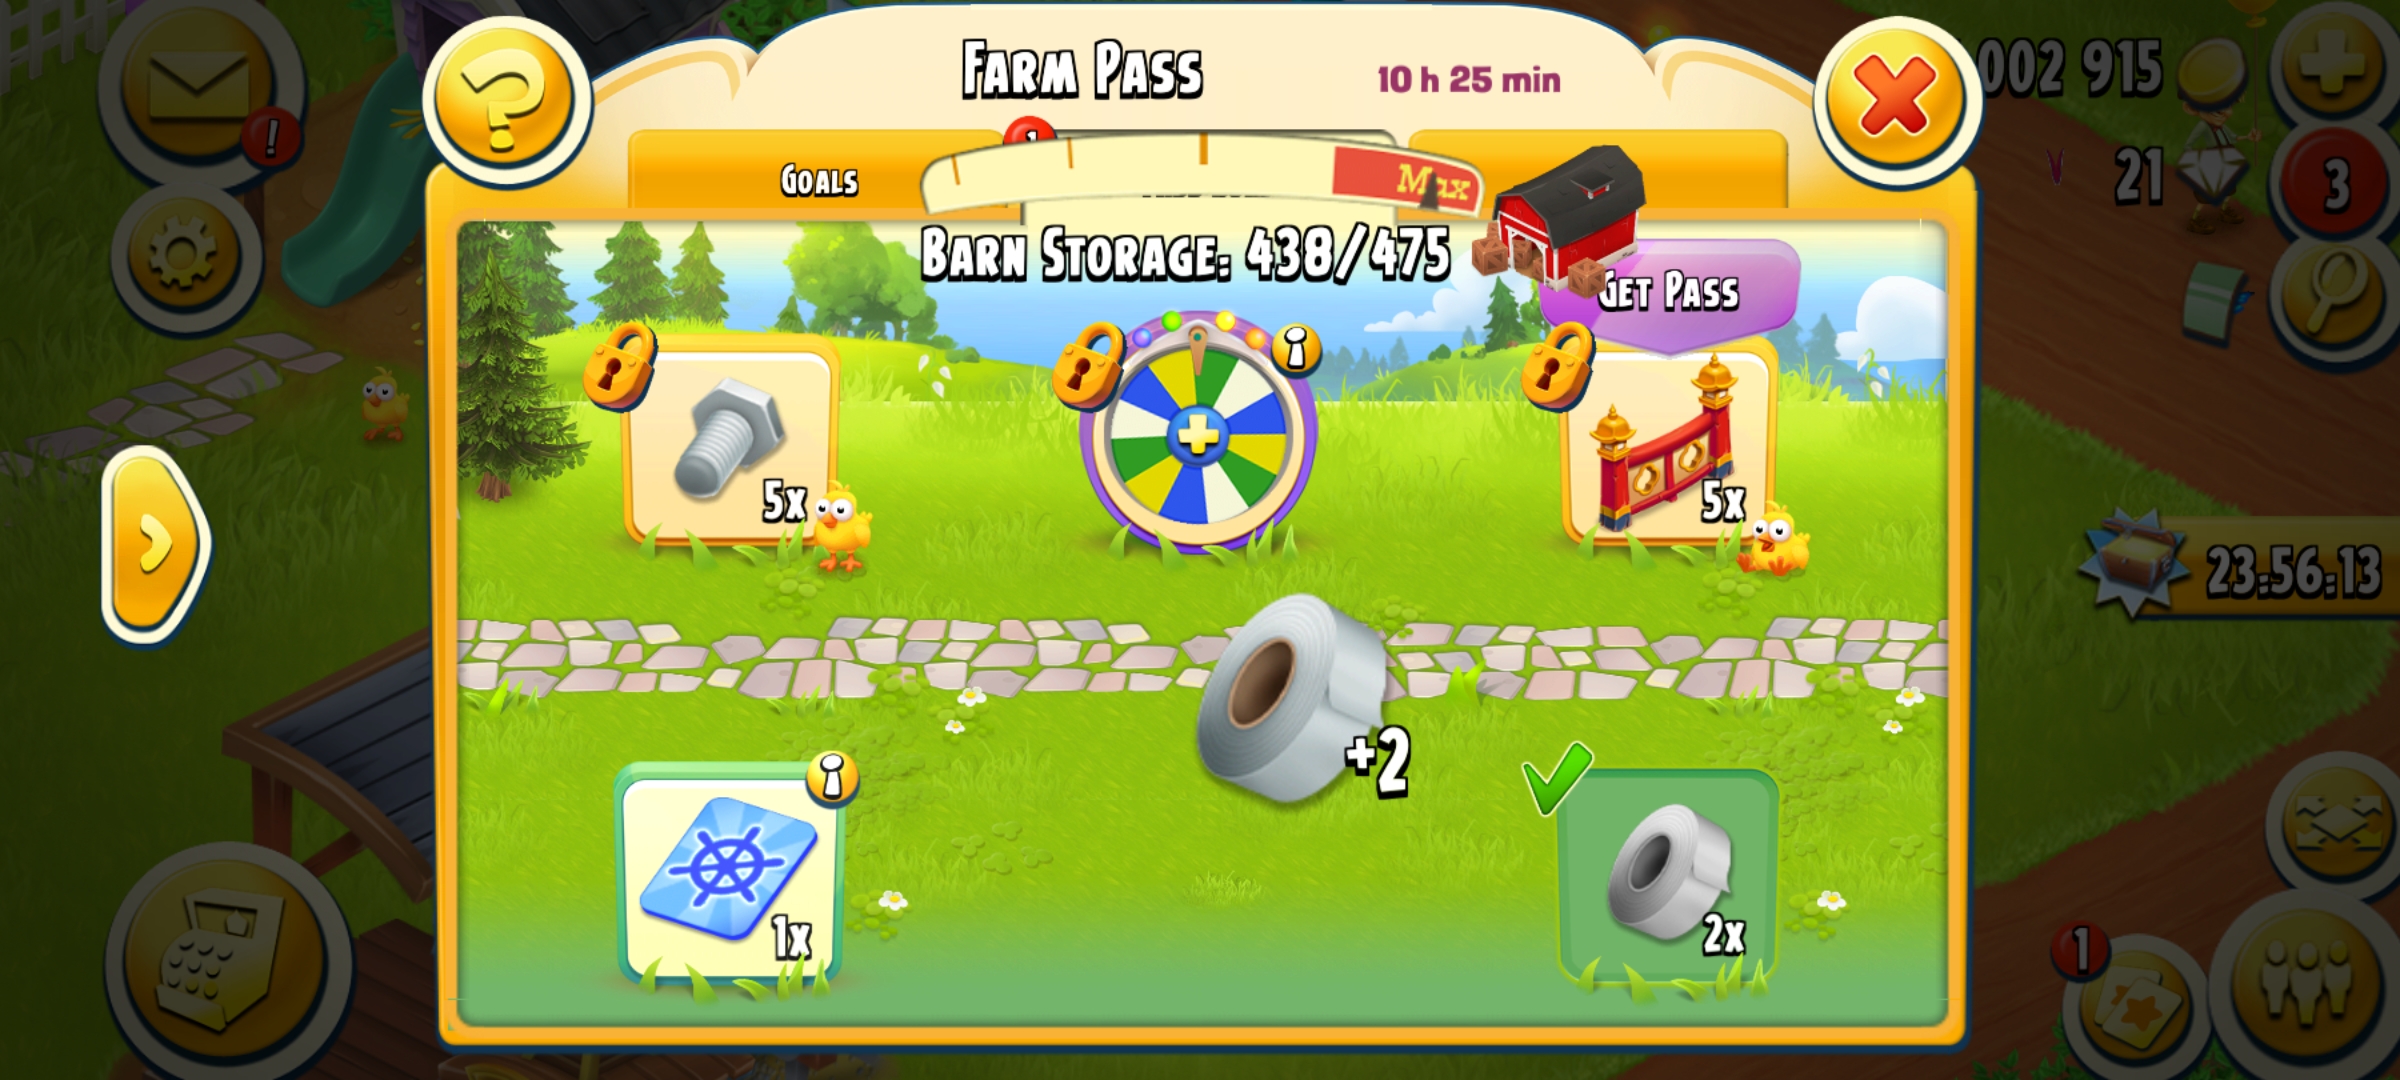 FARM PASS
10 h 25 min
002 915
GOALS
Max
21
3
BARN STORAGE: 438/475
GET PASS
5x
5x
23:56:13
+2
1x
2x
1